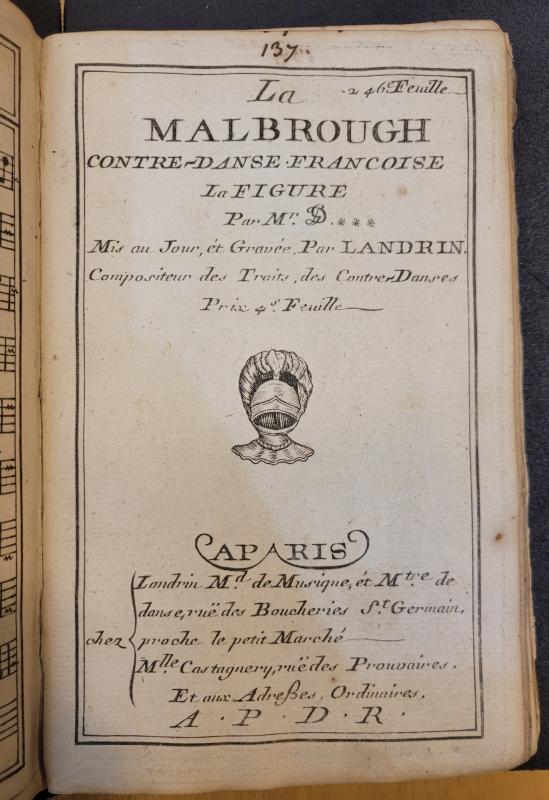 137.
246.e Feuille
La
MALBROUGH
CONTRE-DANSE FRANCOISE
La FIGURE
Par Mr. D.***
Mis au Jour, ét Gravée, Par LANDRIN.
Compositeur des Traits, des Contre-Danses
Prix 4s. Feuille
A PARIS
Landrin Md. de Musique, ét Mtre de
danse, ruë des Boucheries St. Germain,
chez proche le petit Marché
Mlle Castagnery, ruë des Prouvaires.
Et aux Adreßes, Ordinaires.
A · P · D · R ·